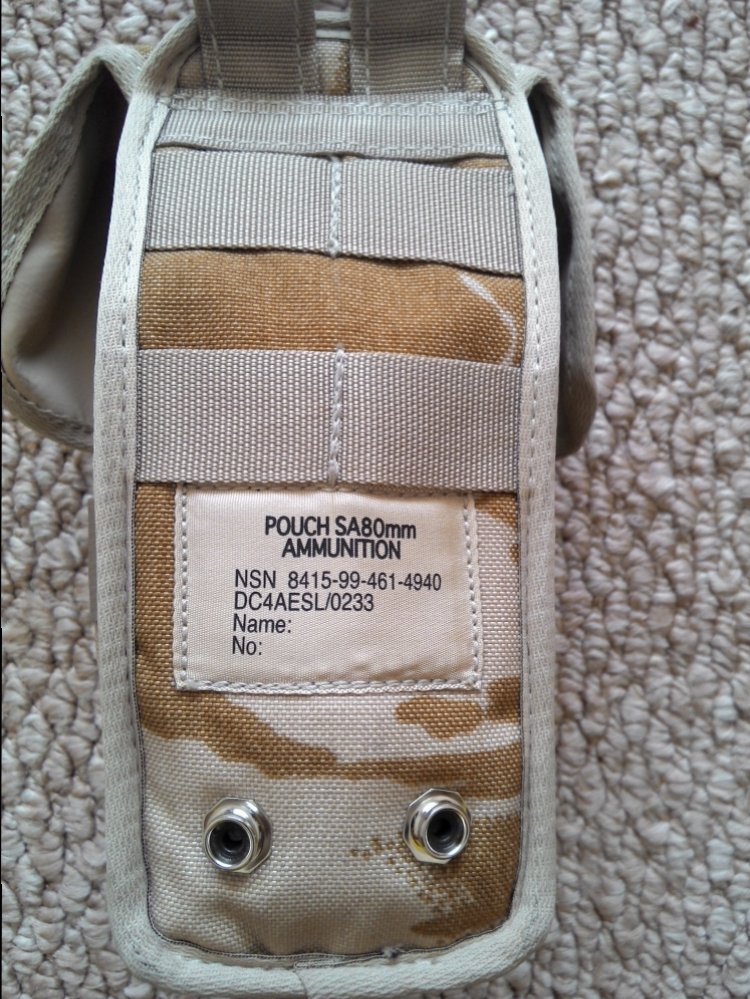 POUCH SA80mm
AMMUNITION
NSN 8415-99-461-4940
DC4AESL/0233
Name:
No: